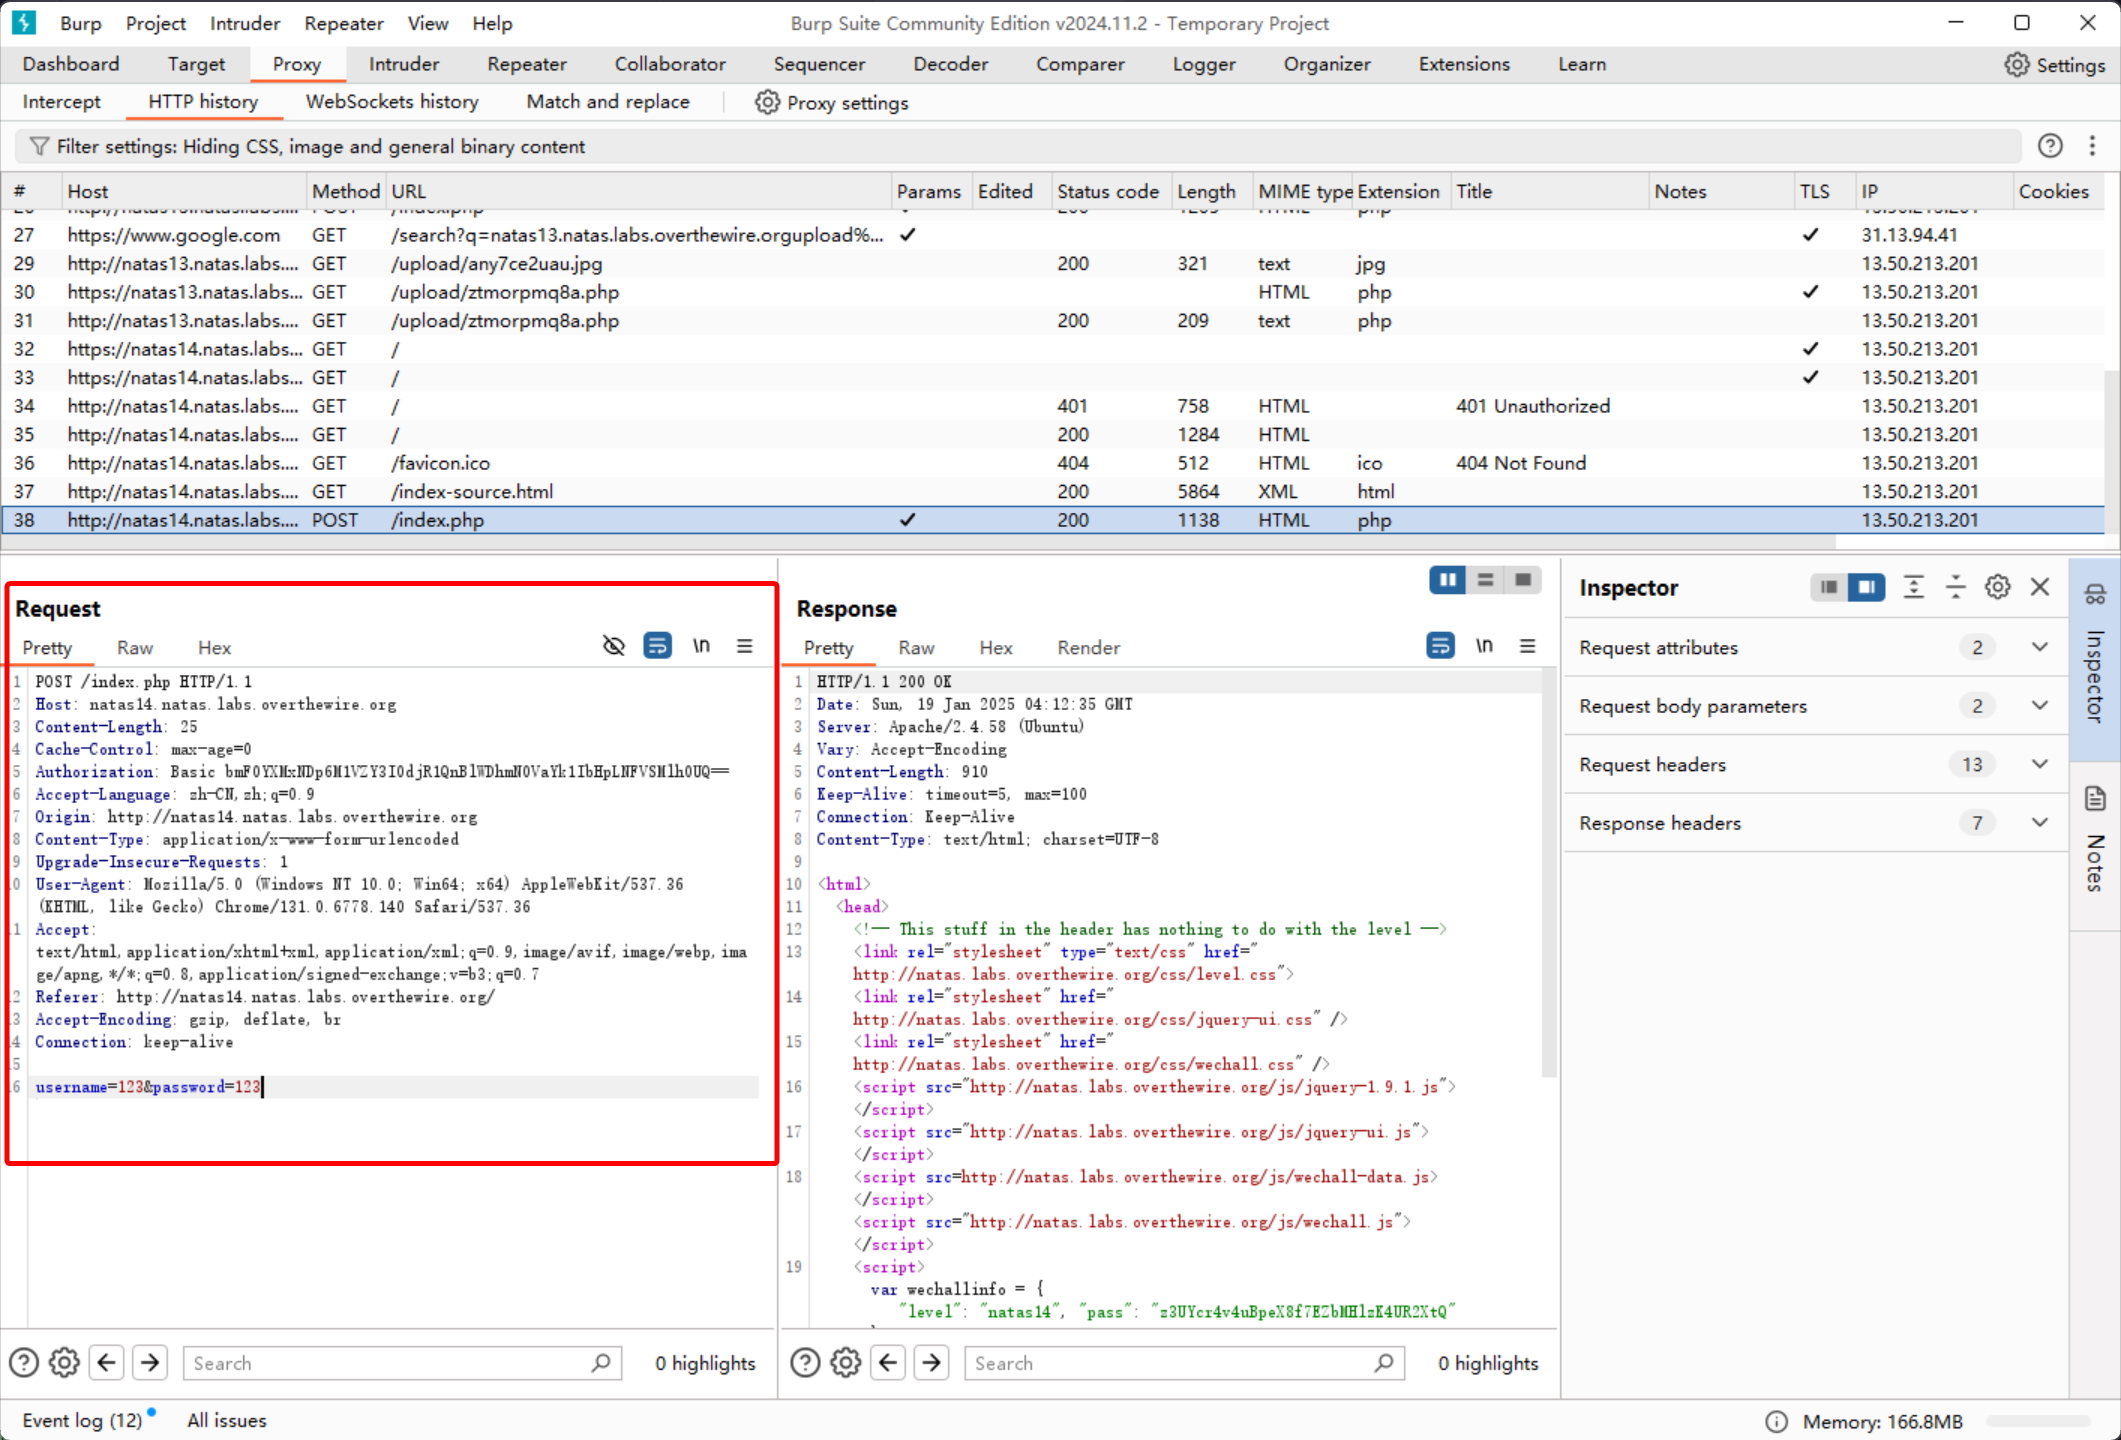 Burp Project Intruder Repeater View Help Burp Suite Community Edition v2024.11.2 - Temporary Project
Dashboard Target Proxy Intruder Repeater Collaborator Sequencer Decoder Comparer Logger Organizer Extensions Learn Settings
Intercept HTTP history WebSockets history Match and replace Proxy settings
Filter settings: Hiding CSS, image and general binary content
# Host Method URL Params Edited Status code Length MIME type Extension Title Notes TLS IP Cookies
27 https://www.google.com GET /search?q=natas13.natas.labs.overthewire.orgupload%... ✓ ✓ 31.13.94.41
29 http://natas13.natas.labs.... GET /upload/any7ce2uau.jpg 200 321 text jpg 13.50.213.201
30 https://natas13.natas.labs... GET /upload/ztmorpmq8a.php HTML php ✓ 13.50.213.201
31 http://natas13.natas.labs.... GET /upload/ztmorpmq8a.php 200 209 text php 13.50.213.201
32 https://natas14.natas.labs... GET / ✓ 13.50.213.201
33 https://natas14.natas.labs... GET / ✓ 13.50.213.201
34 http://natas14.natas.labs.... GET / 401 758 HTML 401 Unauthorized 13.50.213.201
35 http://natas14.natas.labs.... GET / 200 1284 HTML 13.50.213.201
36 http://natas14.natas.labs.... GET /favicon.ico 404 512 HTML ico 404 Not Found 13.50.213.201
37 http://natas14.natas.labs.... GET /index-source.html 200 5864 XML html 13.50.213.201
38 http://natas14.natas.labs.... POST /index.php ✓ 200 1138 HTML php 13.50.213.201
Request
Pretty Raw Hex \n
1 POST /index.php HTTP/1.1
2 Host: natas14.natas.labs.overthewire.org
3 Content-Length: 25
4 Cache-Control: max-age=0
5 Authorization: Basic
6 Accept-Language: zh-CN,zh;q=0.9
7 Origin: http://natas14.natas.labs.overthewire.org
8 Content-Type: application/x-www-form-urlencoded
9 Upgrade-Insecure-Requests: 1
10 User-Agent: Mozilla/5.0 (Windows NT 10.0; Win64; x64) AppleWebKit/537.36
(KHTML, like Gecko) Chrome/131.0.6778.140 Safari/537.36
11 Accept:
text/html,application/xhtml+xml,application/xml;q=0.9,image/avif,image/webp,ima
ge/apng,*/*;q=0.8,application/signed-exchange;v=b3;q=0.7
12 Referer: http://natas14.natas.labs.overthewire.org/
13 Accept-Encoding: gzip, deflate, br
14 Connection: keep-alive
15
16 username=123&password=123
Response
Pretty Raw Hex Render \n
1 HTTP/1.1 200 OK
2 Date: Sun, 19 Jan 2025 04:12:35 GMT
3 Server: Apache/2.4.58 (Ubuntu)
4 Vary: Accept-Encoding
5 Content-Length: 910
6 Keep-Alive: timeout=5, max=100
7 Connection: Keep-Alive
8 Content-Type: text/html; charset=UTF-8
9
10 <html>
11 <head>
12 <!-- This stuff in the header has nothing to do with the level -->
13 <link rel="stylesheet" type="text/css" href="
http://natas.labs.overthewire.org/css/level.css">
14 <link rel="stylesheet" href="
http://natas.labs.overthewire.org/css/jquery-ui.css" />
15 <link rel="stylesheet" href="
http://natas.labs.overthewire.org/css/wechall.css" />
16 <script src="http://natas.labs.overthewire.org/js/jquery-1.9.1.js">
</script>
17 <script src="http://natas.labs.overthewire.org/js/jquery-ui.js">
</script>
18 <script src=http://natas.labs.overthewire.org/js/wechall-data.js>
</script>
<script src="http://natas.labs.overthewire.org/js/wechall.js">
</script>
19 <script>
var wechallinfo = {
"level": "natas14", "pass": "z3UYcr4v4uBpeX8f7EZbMHlzK4UR2XtQ"
Inspector
Request attributes 2
Request body parameters 2
Request headers 13
Response headers 7
Inspector
Notes
Search 0 highlights
Search 0 highlights
Event log (12) All issues Memory: 166.8MB